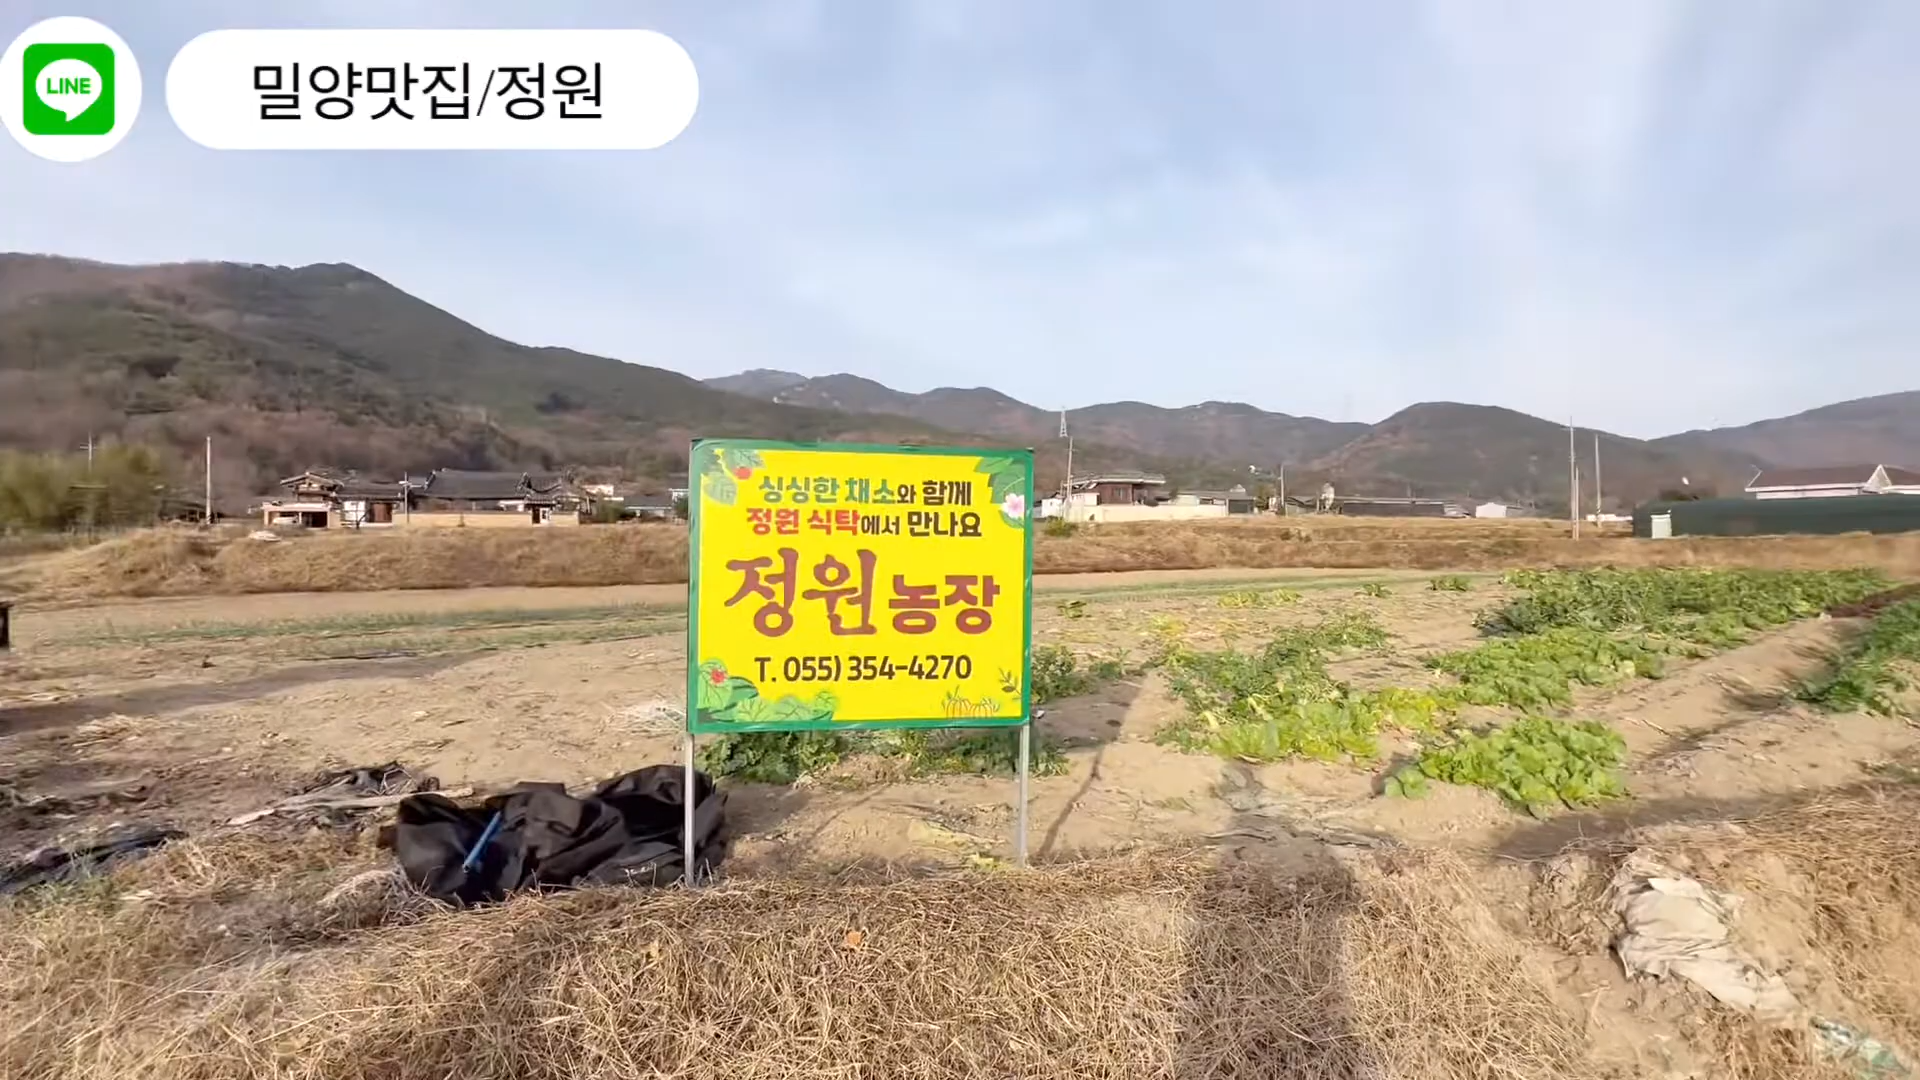 LINE
밀양맛집/정원
싱싱한 채소와 함께
정원 식탁에서 만나요
정원 농장
T. 055) 354-4270